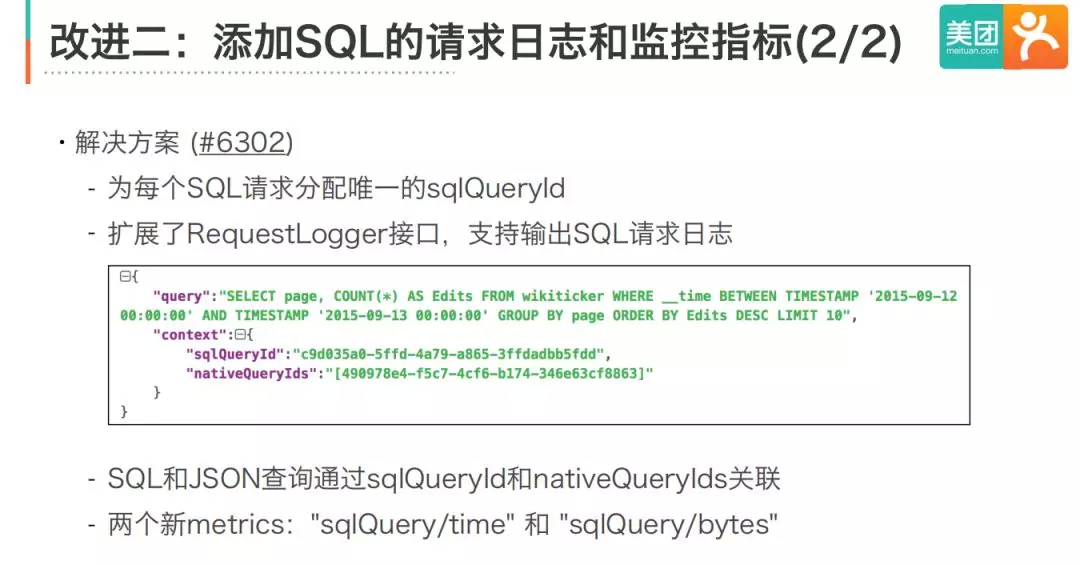 改进二：添加SQL的请求日志和监控指标(2/2)
美团
meituan.com
· 解决方案 (#6302)
- 为每个SQL请求分配唯一的sqlQueryId
- 扩展了RequestLogger接口，支持输出SQL请求日志
{
"query":"SELECT page, COUNT(*) AS Edits FROM wikiticker WHERE __time BETWEEN TIMESTAMP '2015-09-12
00:00:00' AND TIMESTAMP '2015-09-13 00:00:00' GROUP BY page ORDER BY Edits DESC LIMIT 10",
"context":{
"sqlQueryId":"c9d035a0-5ffd-4a79-a865-3ffdadbb5fdd",
"nativeQueryIds":"[490978e4-f5c7-4cf6-b174-346e63cf8863]"
}
}
- SQL和JSON查询通过sqlQueryId和nativeQueryIds关联
- 两个新metrics："sqlQuery/time" 和 "sqlQuery/bytes"